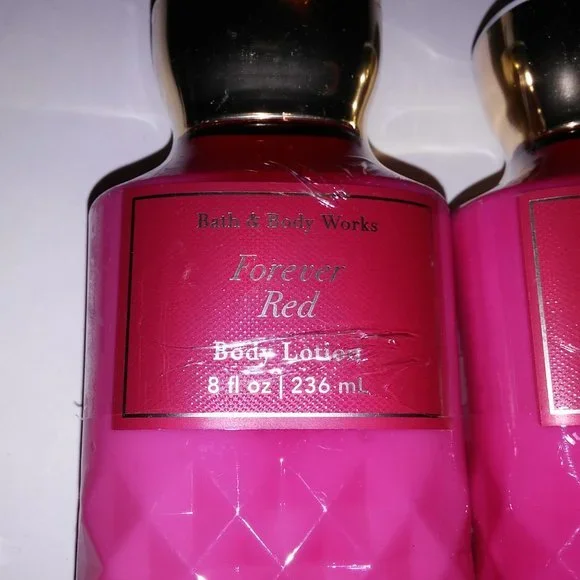 Bath & Body Works
Forever
Red
Body Lotion
8 fl oz | 236 mL